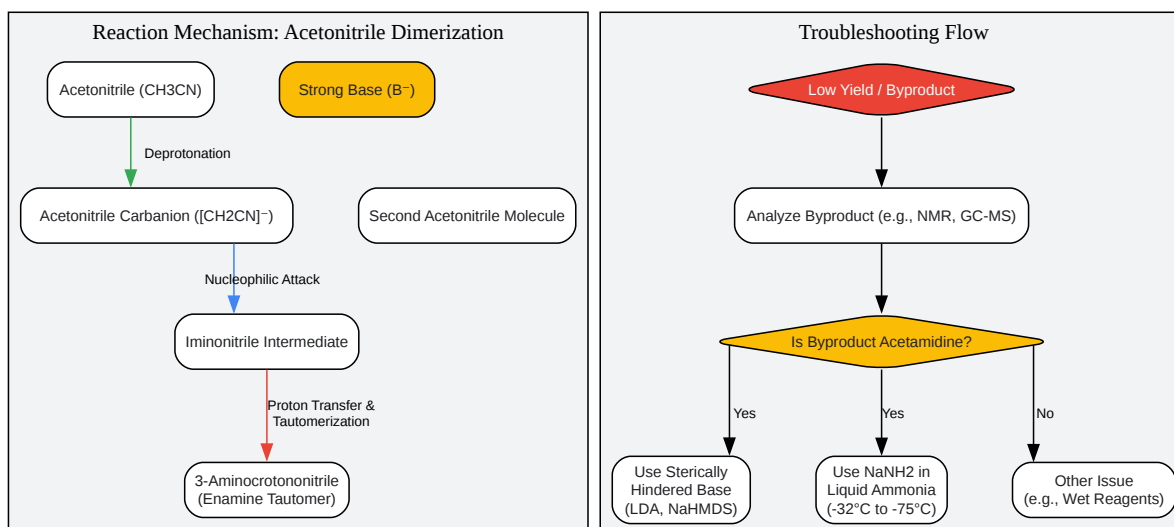 Reaction Mechanism: Acetonitrile Dimerization
Acetonitrile (CH3CN)
Strong Base (B⁻)
Deprotonation
Acetonitrile Carbanion ([CH2CN]⁻)
Second Acetonitrile Molecule
Nucleophilic Attack
Iminonitrile Intermediate
Proton Transfer &
Tautomerization
3-Aminocrotononitrile
(Enamine Tautomer)
Troubleshooting Flow
Low Yield / Byproduct
Analyze Byproduct (e.g., NMR, GC-MS)
Is Byproduct Acetamidine?
Yes
Yes
No
Use Sterically
Hindered Base
(LDA, NaHMDS)
Use NaNH2 in
Liquid Ammonia
(-32°C to -75°C)
Other Issue
(e.g., Wet Reagents)